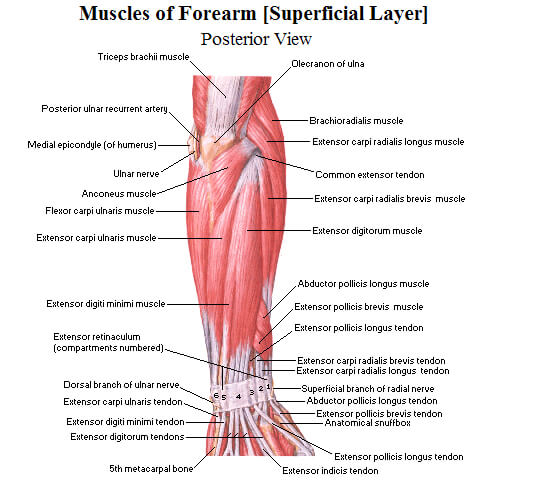 Muscles of Forearm [Superficial Layer]
Posterior View
Triceps brachii muscle
Olecranon of ulna
Posterior ulnar recurrent artery
Brachioradialis muscle
Medial epicondyle (of humerus)
Extensor carpi radialis longus muscle
Ulnar nerve
Common extensor tendon
Anconeus muscle
Extensor carpi radialis brevis muscle
Flexor carpi ulnaris muscle
Extensor digitorum muscle
Extensor carpi ulnaris muscle
Abductor pollicis longus muscle
Extensor digiti minimi muscle
Extensor pollicis brevis muscle
Extensor pollicis longus tendon
Extensor retinaculum
(compartments numbered)
Extensor carpi radialis brevis tendon
Extensor carpi radialis longus tendon
Dorsal branch of ulnar nerve
6 5 4 3 2 1
Superficial branch of radial nerve
Extensor carpi ulnaris tendon
Abductor pollicis longus tendon
Extensor pollicis brevis tendon
Extensor digiti minimi tendon
Anatomical snuffbox
Extensor digitorum tendons
Extensor pollicis longus tendon
5th metacarpal bone
Extensor indicis tendon